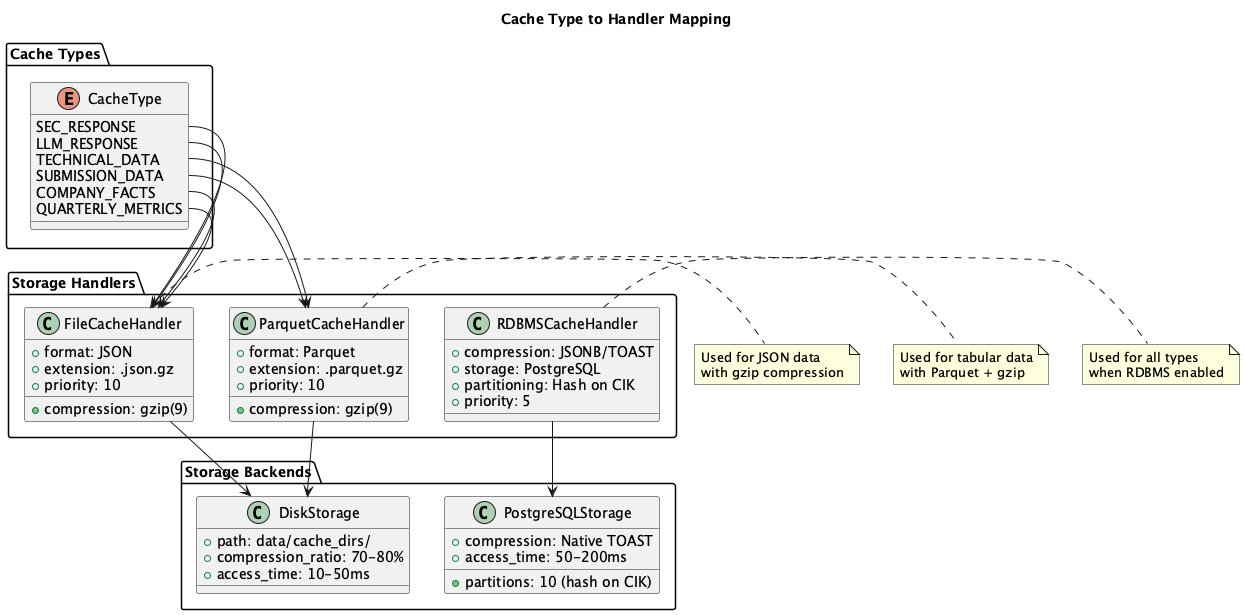 Cache Type to Handler Mapping
Cache Types
E CacheType
SEC_RESPONSE
LLM_RESPONSE
TECHNICAL_DATA
SUBMISSION_DATA
COMPANY_FACTS
QUARTERLY_METRICS
Storage Handlers
C FileCacheHandler
format: JSON
extension: .json.gz
priority: 10
compression: gzip(9)
C ParquetCacheHandler
format: Parquet
extension: .parquet.gz
priority: 10
compression: gzip(9)
C RDBMSCacheHandler
compression: JSONB/TOAST
storage: PostgreSQL
partitioning: Hash on CIK
priority: 5
Used for JSON data
with gzip compression
Used for tabular data
with Parquet + gzip
Used for all types
when RDBMS enabled
Storage Backends
C DiskStorage
path: data/cache_dirs/
compression_ratio: 70-80%
access_time: 10-50ms
C PostgreSQLStorage
compression: Native TOAST
access_time: 50-200ms
partitions: 10 (hash on CIK)